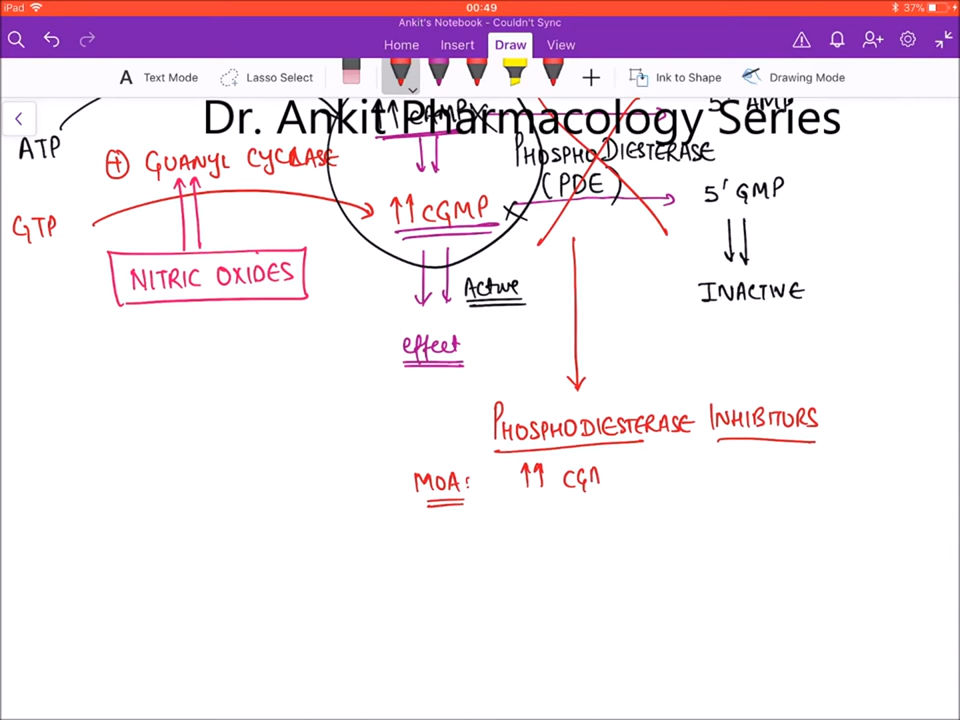 iPad 00:49 37%
Ankit's Notebook - Couldn't Sync
Home Insert Draw View
Text Mode Lasso Select Ink to Shape Drawing Mode
Dr. Ankit Pharmacology Series
ATP ↑↑ cAMP x 5' AMP
+ GUANYL CYCLASE PHOSPHODIESTERASE
(PDE)
GTP ↑↑ cGMP x 5' GMP
NITRIC OXIDES
Active INACTIVE
effect
PHOSPHODIESTERASE INHIBITORS
MOA: ↑↑ CGM